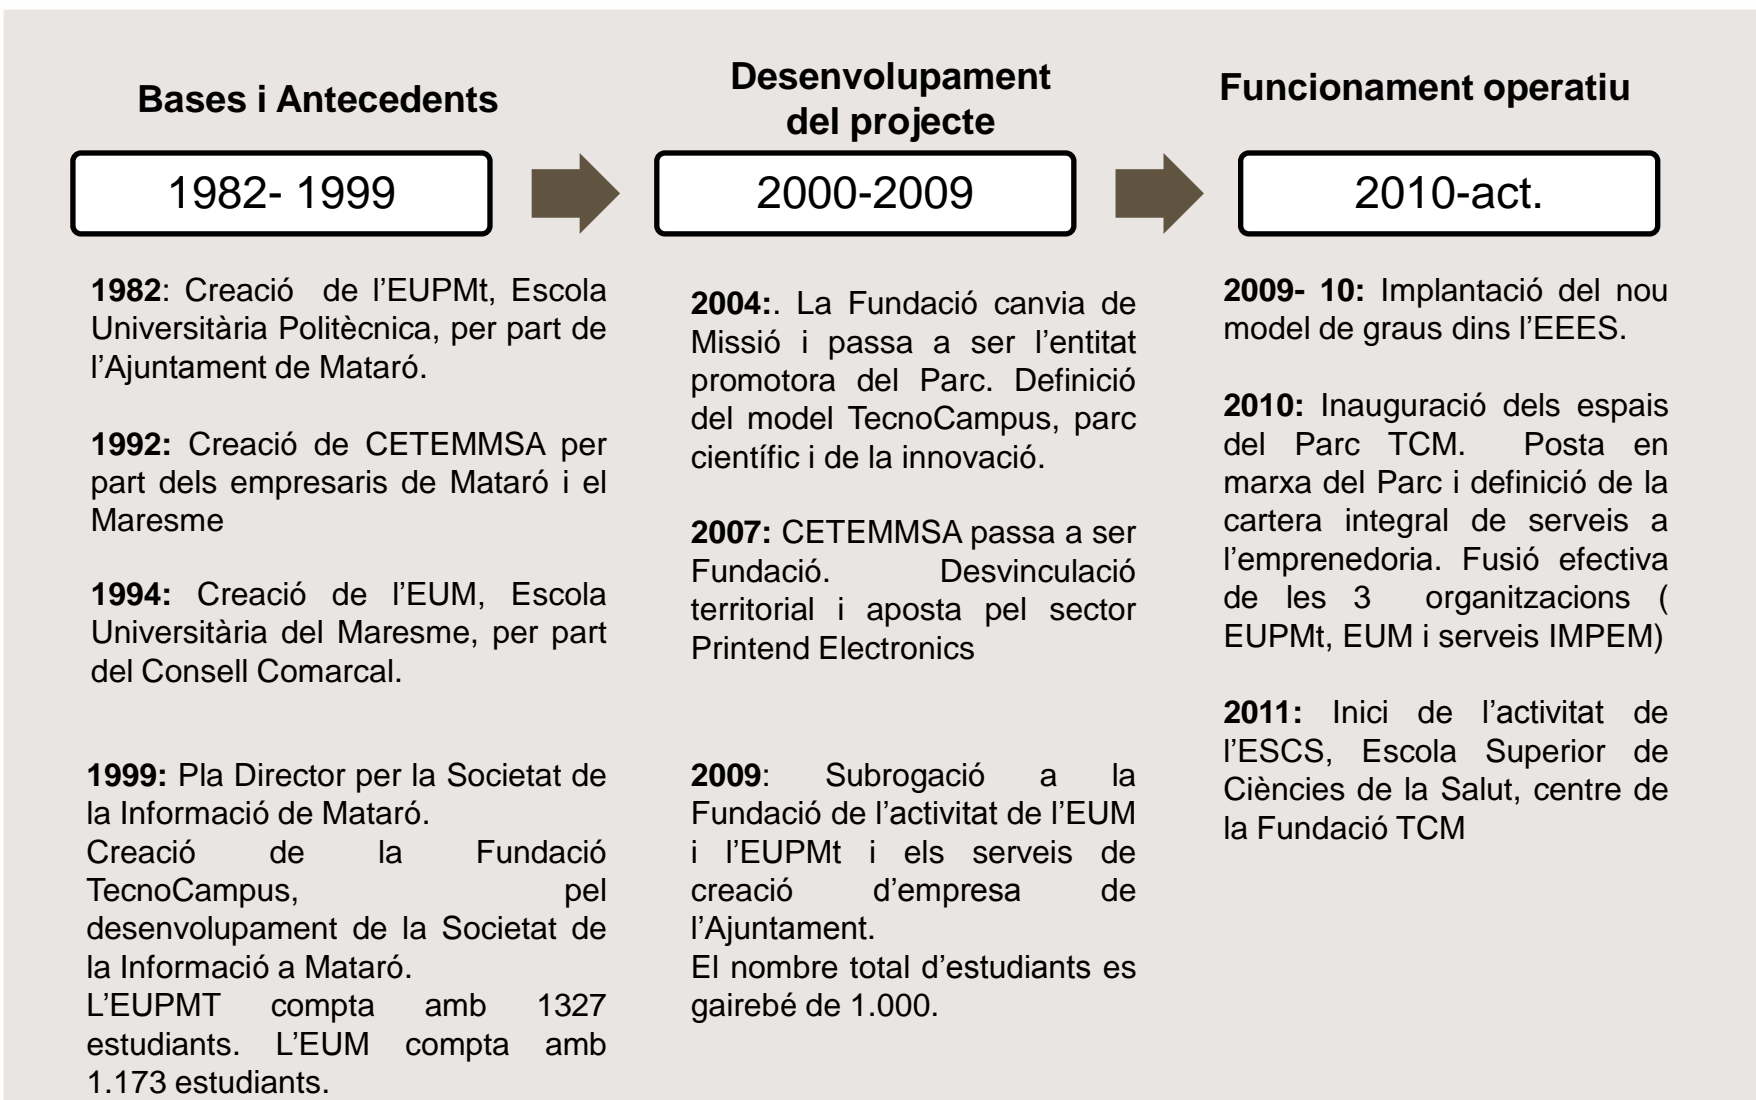 Bases i Antecedents
1982- 1999
1982: Creació de l’EUPMt, Escola
Universitària Politècnica, per part de
l’Ajuntament de Mataró.
1992: Creació de CETEMMSA per
part dels empresaris de Mataró i el
Maresme
1994: Creació de l’EUM, Escola
Universitària del Maresme, per part
del Consell Comarcal.
1999: Pla Director per la Societat de
la Informació de Mataró.
Creació de la Fundació
TecnoCampus, pel
desenvolupament de la Societat de
la Informació a Mataró.
L’EUPMT compta amb 1327
estudiants. L’EUM compta amb
1.173 estudiants.
Desenvolupament
del projecte
2000-2009
2004:. La Fundació canvia de
Missió i passa a ser l’entitat
promotora del Parc. Definició
del model TecnoCampus, parc
científic i de la innovació.
2007: CETEMMSA passa a ser
Fundació. Desvinculació
territorial i aposta pel sector
Printend Electronics
2009: Subrogació a la
Fundació de l’activitat de l’EUM
i l’EUPMt i els serveis de
creació d’empresa de
l’Ajuntament.
El nombre total d’estudiants es
gairebé de 1.000.
Funcionament operatiu
2010-act.
2009- 10: Implantació del nou
model de graus dins l’EEES.
2010: Inauguració dels espais
del Parc TCM. Posta en
marxa del Parc i definició de la
cartera integral de serveis a
l’emprenedoria. Fusió efectiva
de les 3 organitzacions (
EUPMt, EUM i serveis IMPEM)
2011: Inici de l’activitat de
l’ESCS, Escola Superior de
Ciències de la Salut, centre de
la Fundació TCM